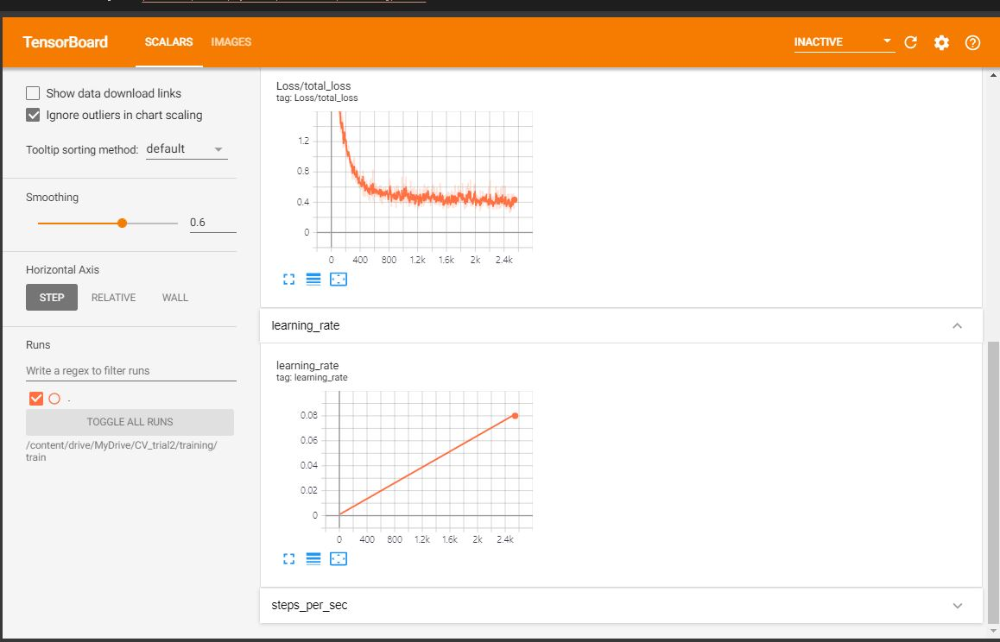 TensorBoard
SCALARS
IMAGES
INACTIVE
Show data download links
Ignore outliers in chart scaling
Tooltip sorting method: default
Smoothing
0.6
Horizontal Axis
STEP
RELATIVE
WALL
Runs
Write a regex to filter runs
.
TOGGLE ALL RUNS
/content/drive/MyDrive/CV_trial2/training/
train
Loss/total_loss
tag: Loss/total_loss
1.2
0.8
0.4
0
0 400 800 1.2k 1.6k 2k 2.4k
learning_rate
learning_rate
tag: learning_rate
0.08
0.06
0.04
0.02
0
0 400 800 1.2k 1.6k 2k 2.4k
steps_per_sec